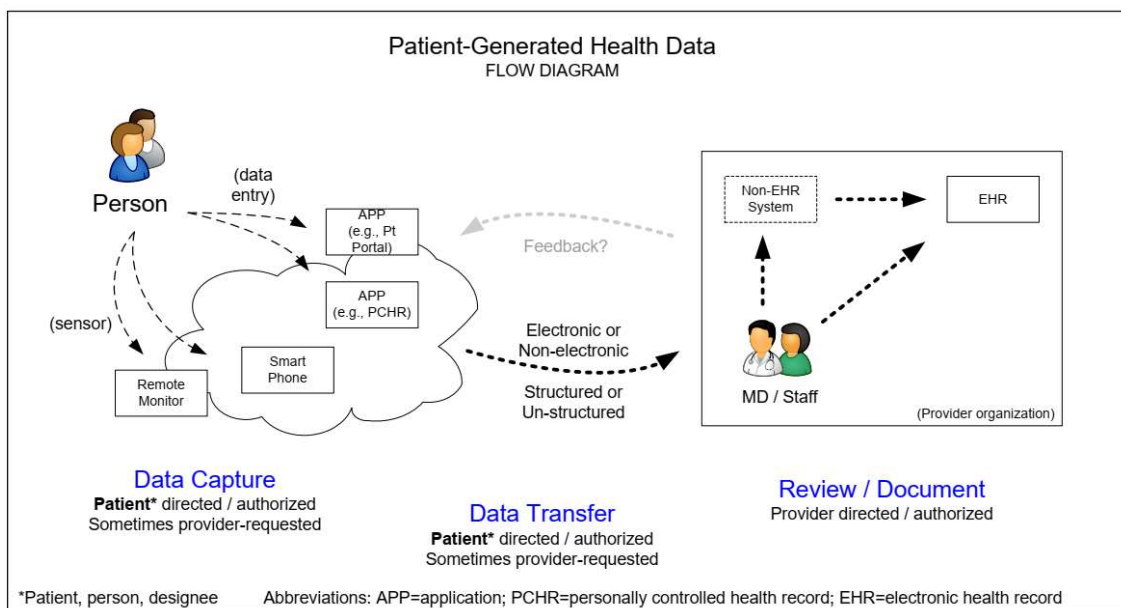 Patient-Generated Health Data
FLOW DIAGRAM
Person
(data
entry)
(sensor)
APP
(e.g., Pt
Portal)
APP
(e.g., PCHR)
Smart
Phone
Remote
Monitor
Feedback?
Electronic or
Non-electronic
Structured or
Un-structured
Non-EHR
System
EHR
MD / Staff
(Provider organization)
Data Capture
Patient* directed / authorized
Sometimes provider-requested
Data Transfer
Patient* directed / authorized
Sometimes provider-requested
Review / Document
Provider directed / authorized
*Patient, person, designee Abbreviations: APP=application; PCHR=personally controlled health record; EHR=electronic health record